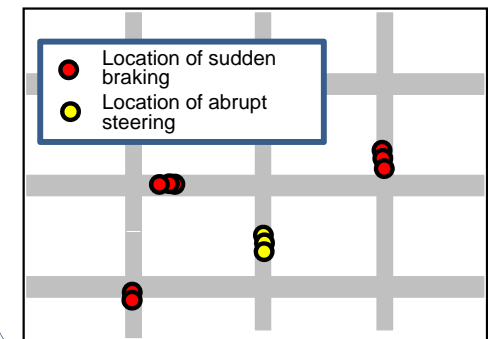 Location of sudden
braking
Location of abrupt
steering